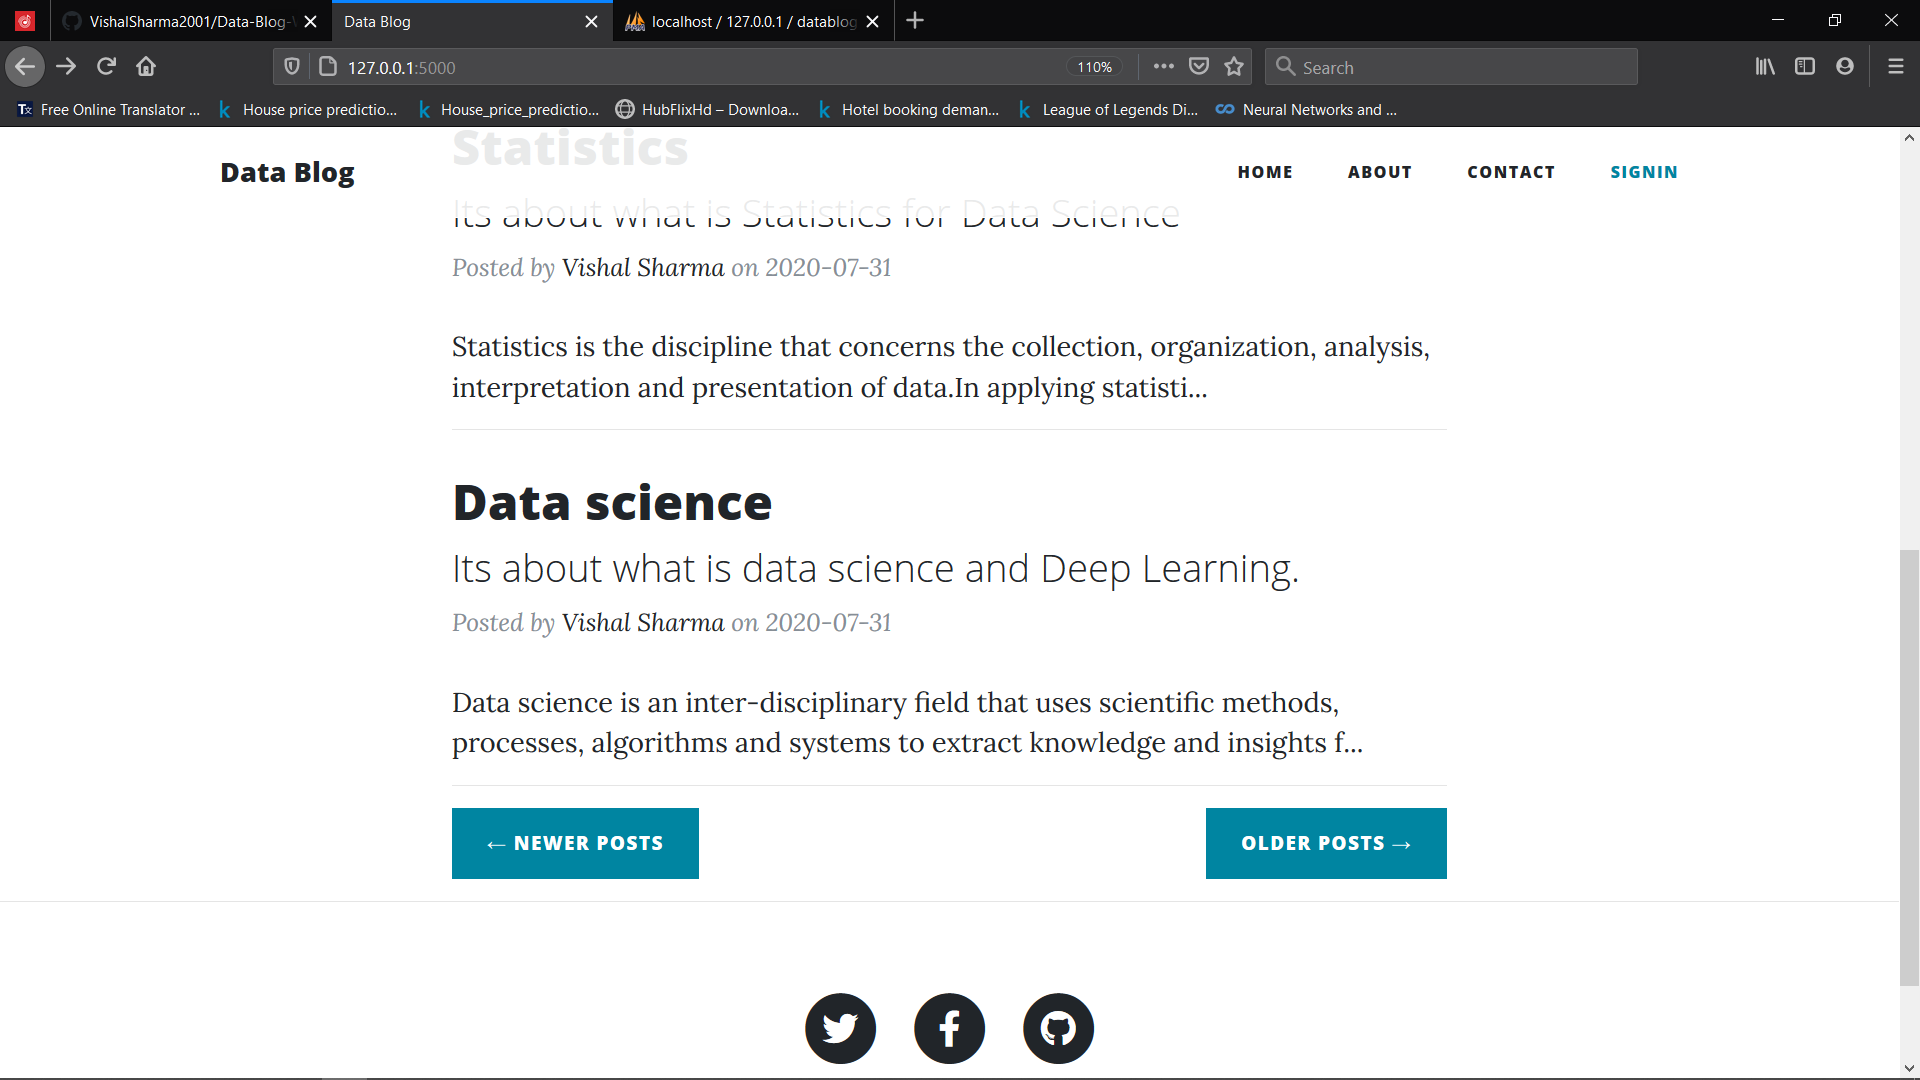 VishalSharma2001/Data-Blog-
Data Blog
localhost / 127.0.0.1 / datablog
127.0.0.1:5000
110%
Search
Free Online Translator ...
House price predictio...
House_price_predictio...
HubFlixHd – Downloa...
Hotel booking deman...
League of Legends Di...
Neural Networks and ...
Statistics
Data Blog
HOME
ABOUT
CONTACT
SIGNIN
Its about what is Statistics for Data Science
Posted by Vishal Sharma on 2020-07-31
Statistics is the discipline that concerns the collection, organization, analysis,
interpretation and presentation of data.In applying statisti...
Data science
Its about what is data science and Deep Learning.
Posted by Vishal Sharma on 2020-07-31
Data science is an inter-disciplinary field that uses scientific methods,
processes, algorithms and systems to extract knowledge and insights f...
← NEWER POSTS
OLDER POSTS →